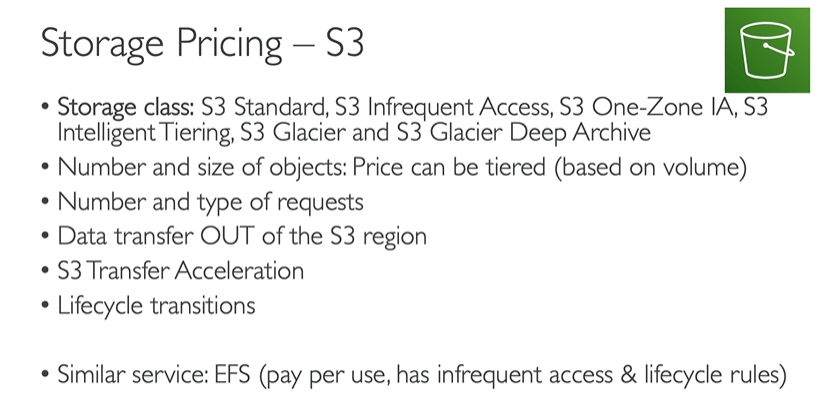 Storage Pricing – S3
• Storage class: S3 Standard, S3 Infrequent Access, S3 One-Zone IA, S3
Intelligent Tiering, S3 Glacier and S3 Glacier Deep Archive
• Number and size of objects: Price can be tiered (based on volume)
• Number and type of requests
• Data transfer OUT of the S3 region
• S3 Transfer Acceleration
• Lifecycle transitions
• Similar service: EFS (pay per use, has infrequent access & lifecycle rules)